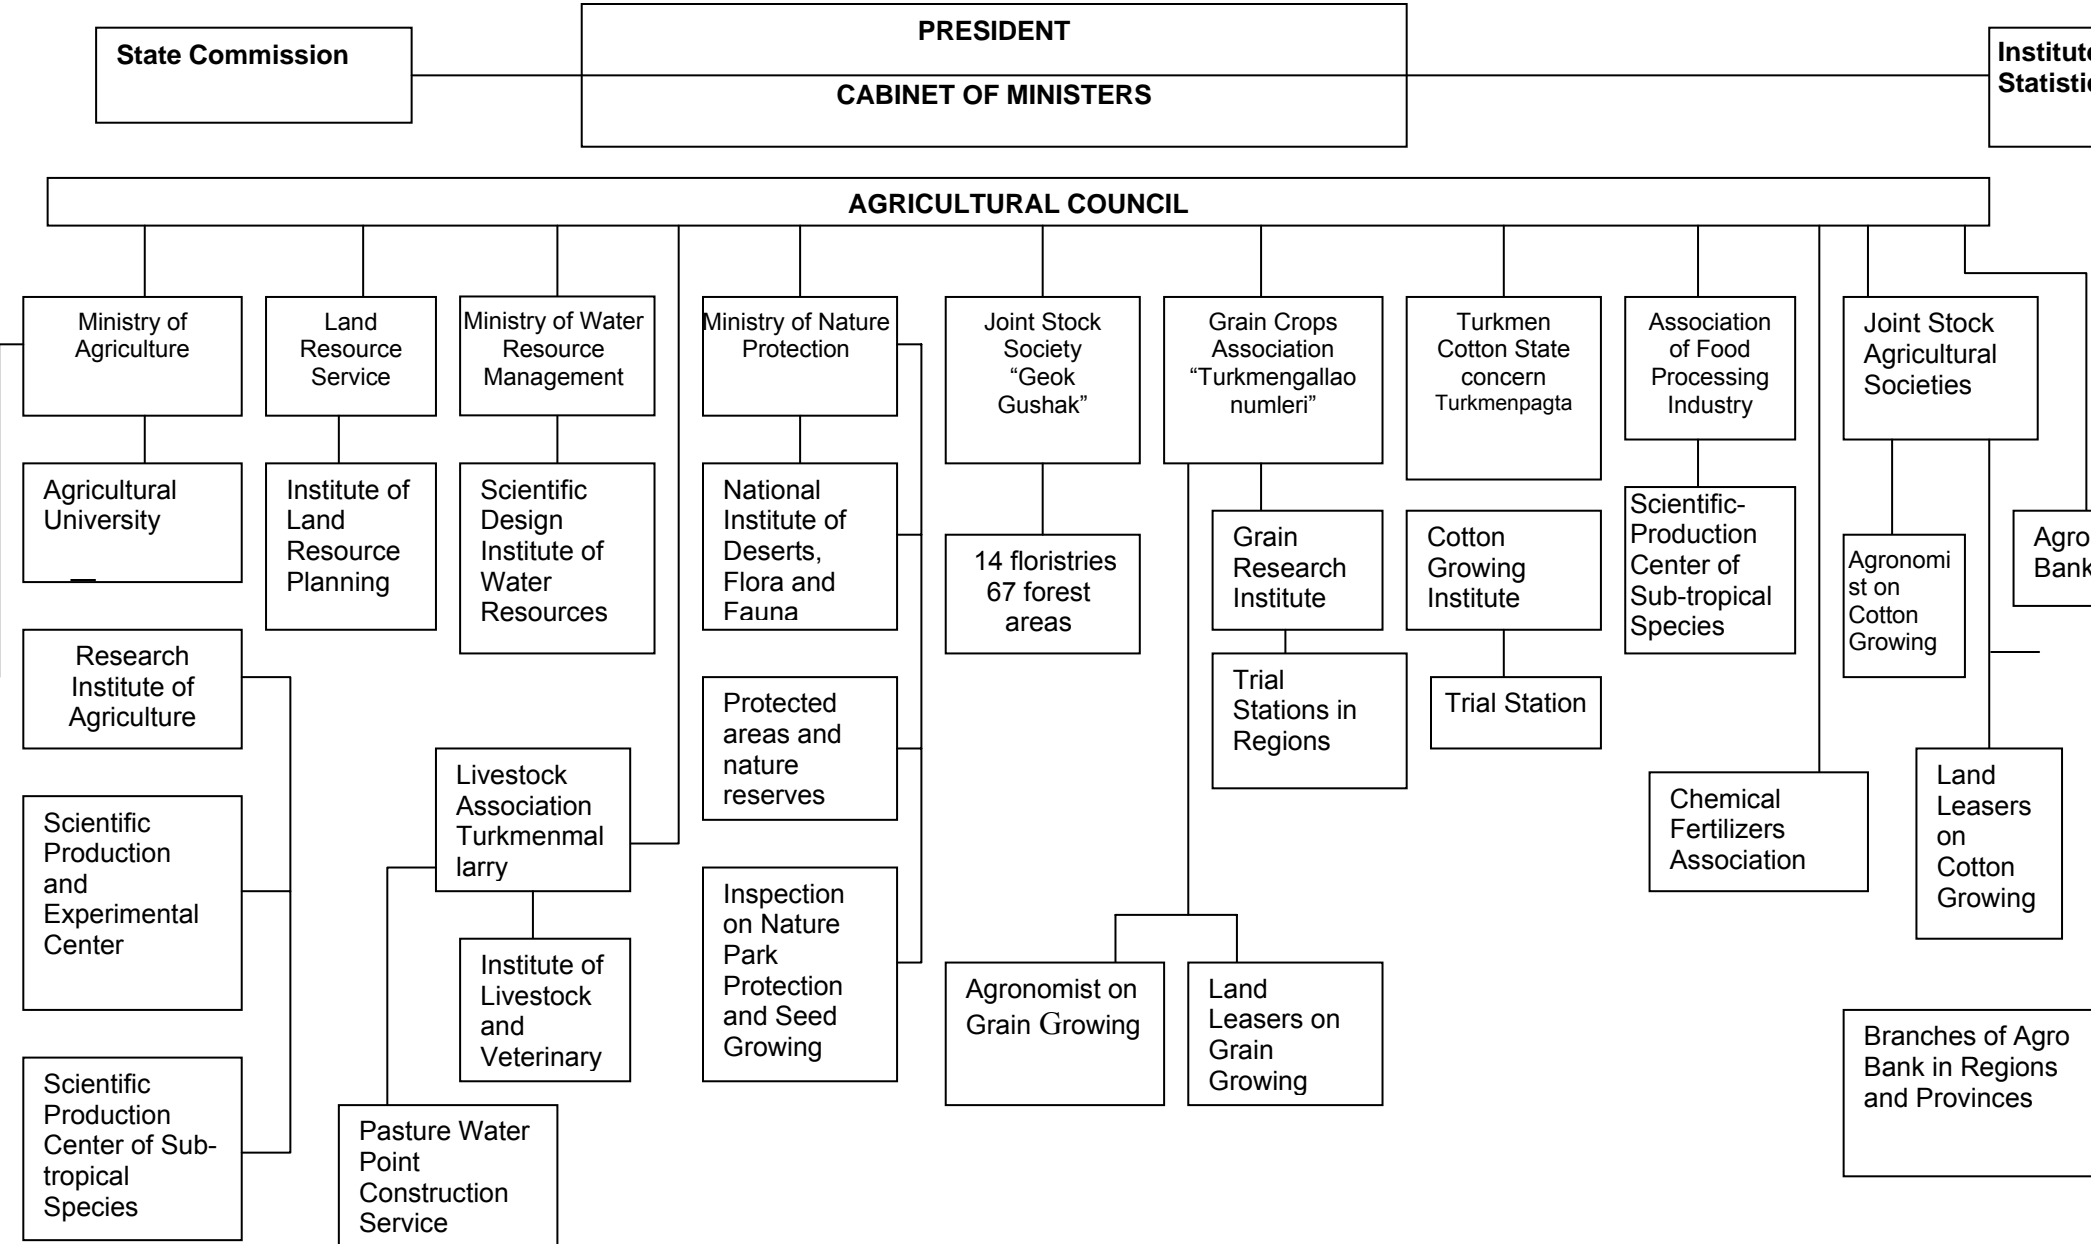 State Commission
PRESIDENT
CABINET OF MINISTERS
AGRICULTURAL COUNCIL
Ministry of
Agriculture
Land
Resource
Service
Ministry of Water
Resource
Management
Ministry of Nature
Protection
Joint Stock
Society
“Geok
Gushak”
Grain Crops
Association
“Turkmengallao
numleri”
Turkmen
Cotton State
concern
Turkmenpagta
Association
of Food
Processing
Industry
Joint Stock
Agricultural
Societies
Agricultural
University
Institute of
Land
Resource
Planning
Scientific
Design
Institute of
Water
Resources
National
Institute of
Deserts,
Flora and
Fauna
14 floristries
67 forest
areas
Grain
Research
Institute
Cotton
Growing
Institute
Scientific-
Production
Center of
Sub-tropical
Species
Agronomi
st on
Cotton
Growing
Agro
Bank
Research
Institute of
Agriculture
Protected
areas and
nature
reserves
Trial
Stations in
Regions
Trial Station
Livestock
Association
Turkmenmal
larry
Chemical
Fertilizers
Association
Land
Leasers
on
Cotton
Growing
Scientific
Production
and
Experimental
Center
Inspection
on Nature
Park
Protection
and Seed
Growing
Institute of
Livestock
and
Veterinary
Agronomist on
Grain Growing
Land
Leasers on
Grain
Growing
Branches of Agro
Bank in Regions
and Provinces
Scientific
Production
Center of Sub-
tropical
Species
Pasture Water
Point
Construction
Service